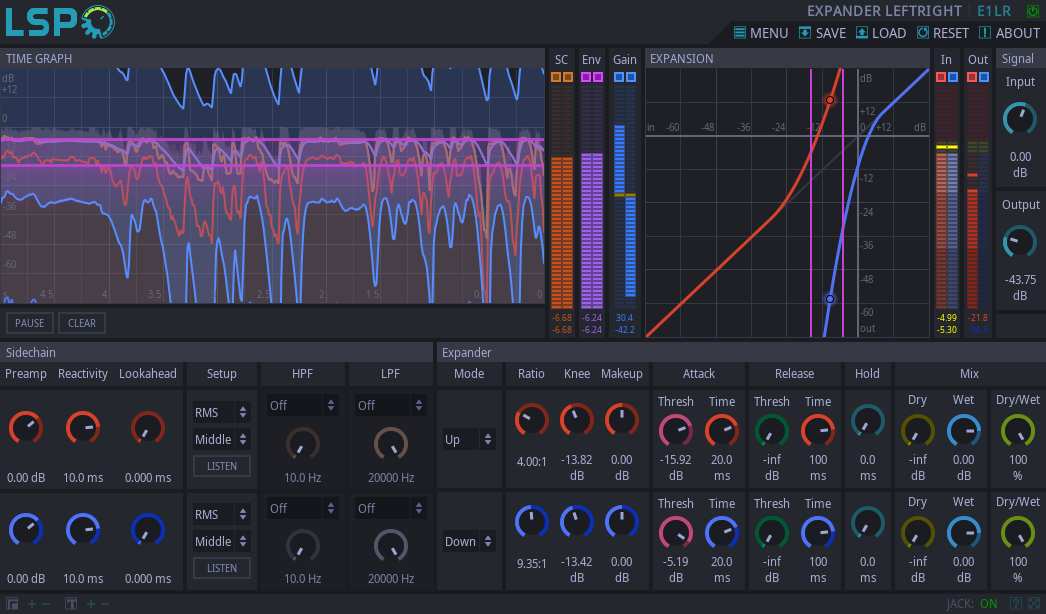 LSP
EXPANDER LEFTRIGHT E1LR
MENU SAVE LOAD RESET ABOUT
TIME GRAPH
SC Env Gain
EXPANSION
In Out Signal
dB
+12
0
-24
-36
-48
-60
4.5 4 3.5 3 2.5 2 1.5 0
dB
+12
in -60 -48 -36 -24 -12 0 +12 dB
-12
-24
-36
-48
-60
out
Input
0.00
dB
Output
-43.75
dB
-6.68 -6.24 30.4 -4.99 -21.8
-6.68 -6.24 -42.2 -5.30
PAUSE CLEAR
Sidechain
Expander
Preamp Reactivity Lookahead Setup HPF LPF
Mode Ratio Knee Makeup Attack Release Hold Mix
RMS
Middle
LISTEN
Off Off
0.00 dB 10.0 ms 0.000 ms 10.0 Hz 20000 Hz
Up
4.00:1 -13.82 dB 0.00 dB
Thresh Time Thresh Time
-15.92 dB 20.0 ms -inf dB 100 ms 0.0 ms
Dry Wet Dry/Wet
-inf dB 0.00 dB 100 %
RMS
Middle
LISTEN
Off Off
0.00 dB 10.0 ms 0.000 ms 10.0 Hz 20000 Hz
Down
9.35:1 -13.42 dB 0.00 dB
Thresh Time Thresh Time
-5.19 dB 20.0 ms -inf dB 100 ms 0.0 ms
Dry Wet Dry/Wet
-inf dB 0.00 dB 100 %
JACK: ON